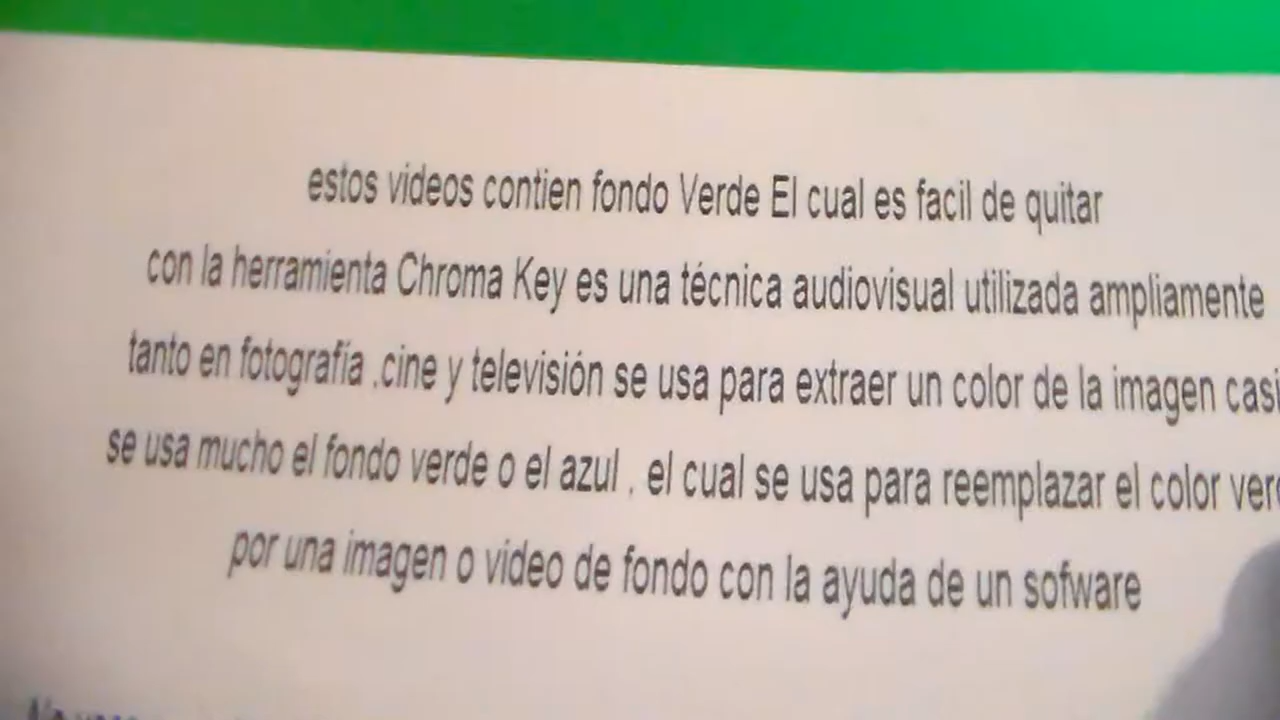 estos videos contien fondo Verde El cual es facil de quitar
con la herramienta Chroma Key es una técnica audiovisual utilizada ampliamente
tanto en fotografía .cine y televisión se usa para extraer un color de la imagen casi
se usa mucho el fondo verde o el azul , el cual se usa para reemplazar el color
por una imagen o video de fondo con la ayuda de un sofware